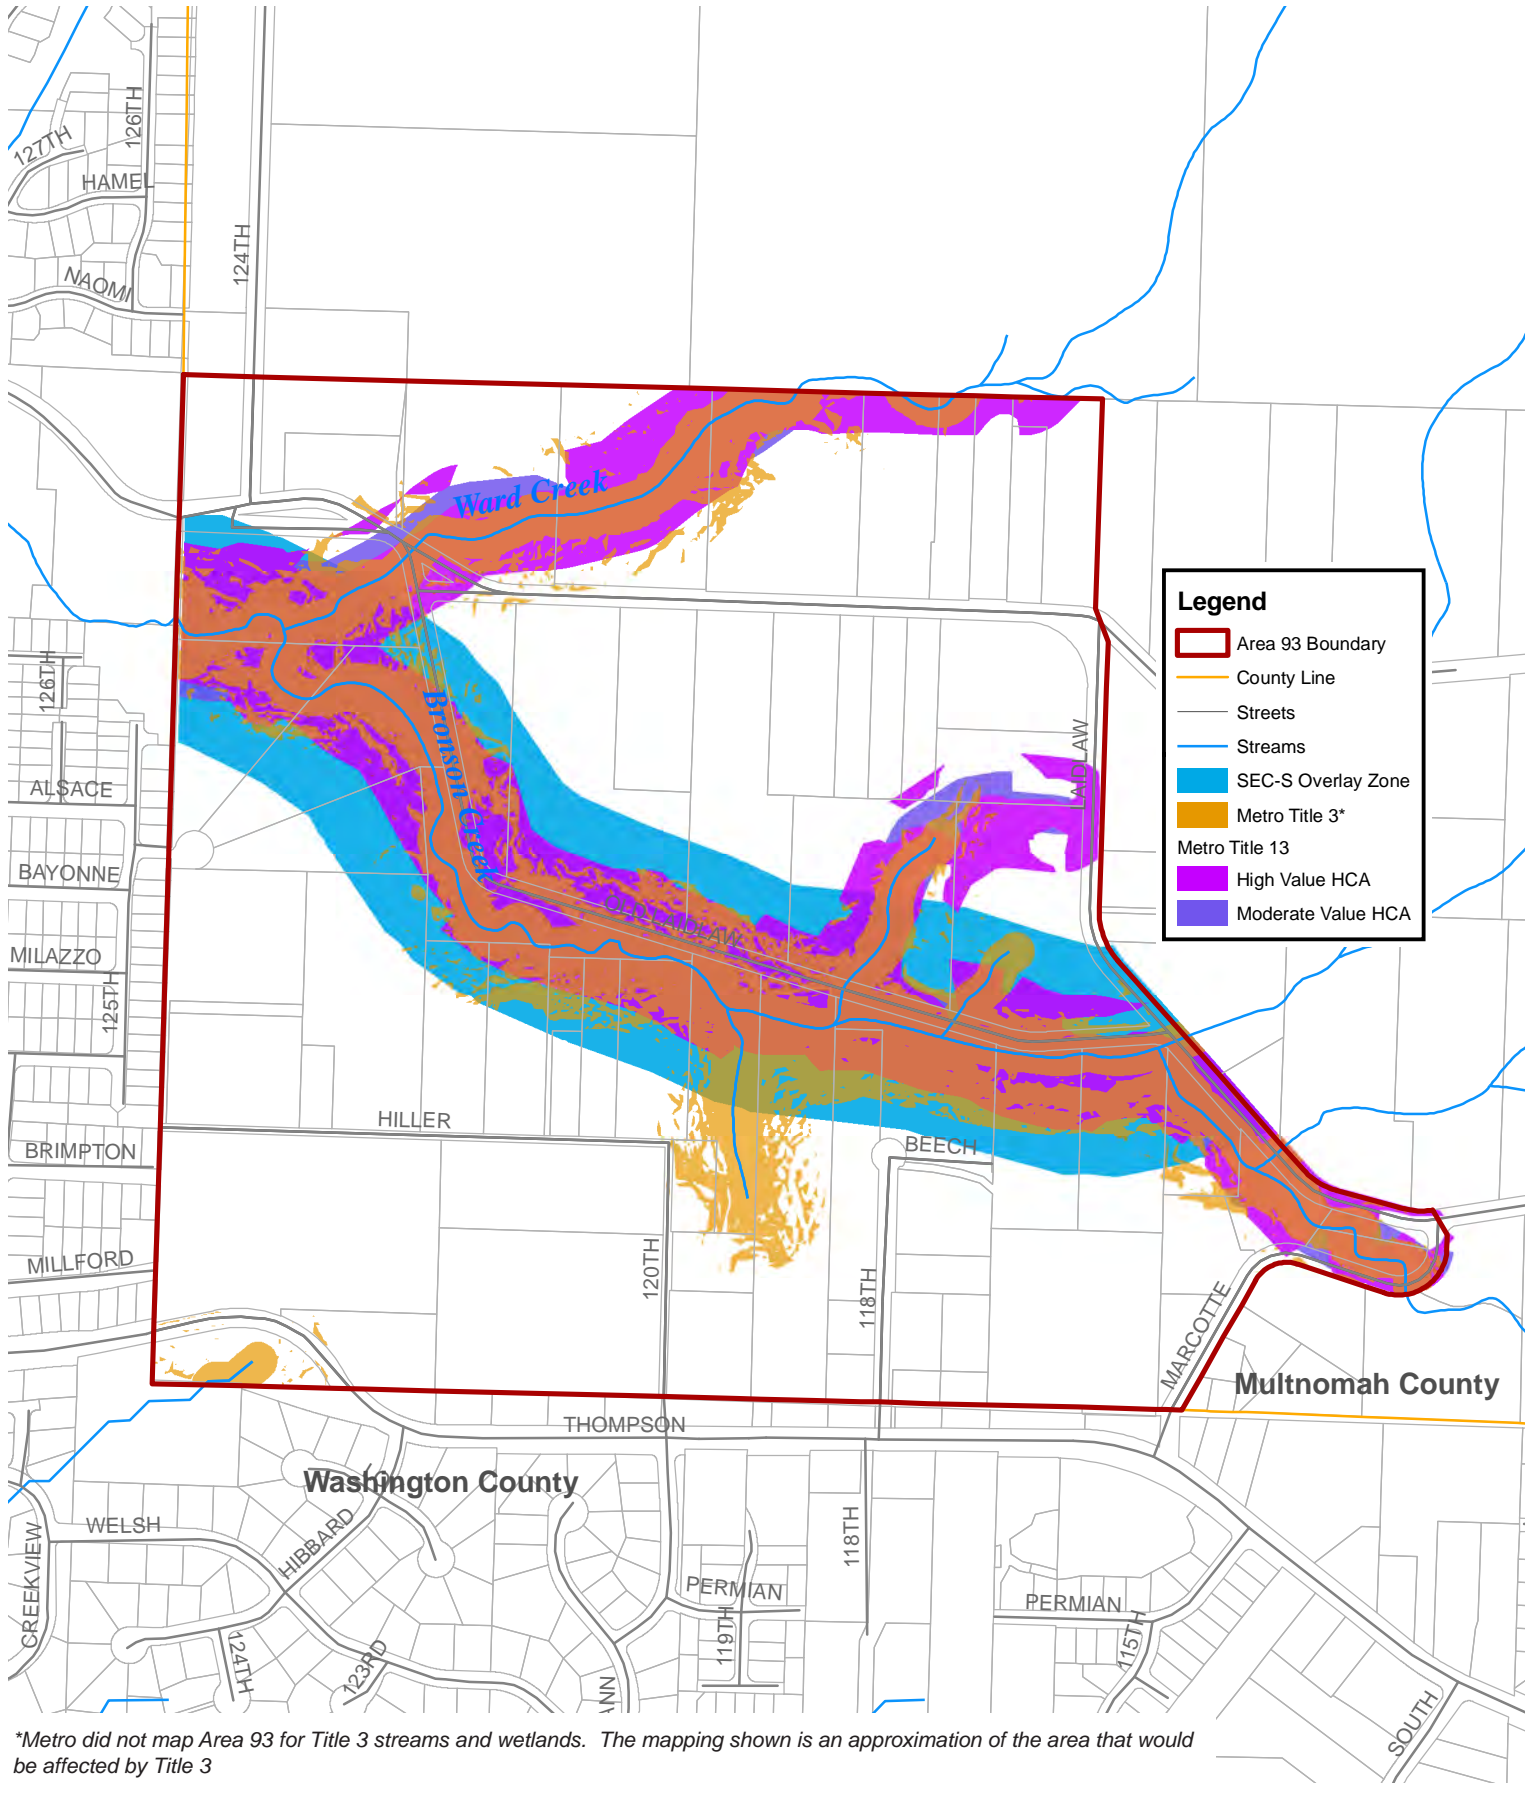 127TH
126TH
HAMEL
124TH
NAOMI
Ward Creek
Legend
Area 93 Boundary
County Line
Streets
Streams
SEC-S Overlay Zone
Metro Title 3*
Metro Title 13
High Value HCA
Moderate Value HCA
126TH
Bronson Creek
LAIDLAW
ALSACE
BAYONNE
OLD LAIDLAW
MILAZZO
125TH
HILLER
BRIMPTON
BEECH
MILLFORD
120TH
118TH
MARCOTTE
Multnomah County
THOMPSON
Washington County
WELSH
HIBBARD
CREEKVIEW
118TH
PERMIAN
PERMIAN
119TH
115TH
124TH
123RD
ANN
SOUTH
*Metro did not map Area 93 for Title 3 streams and wetlands. The mapping shown is an approximation of the area that would
be affected by Title 3